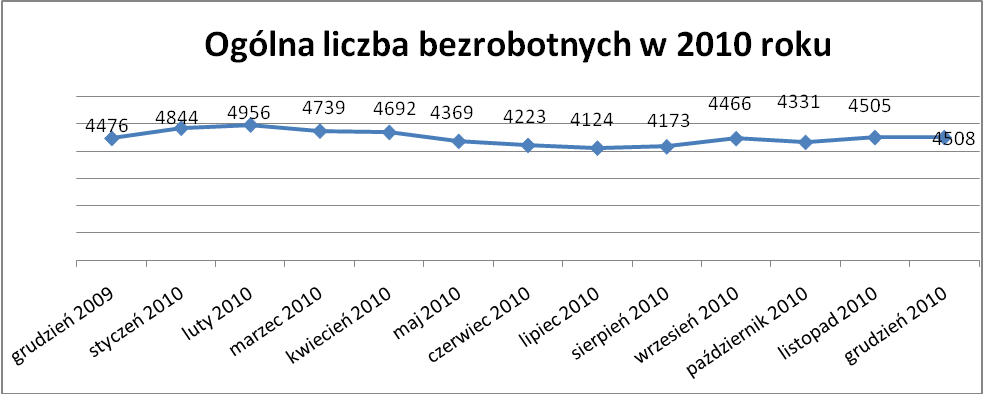 Ogólna liczba bezrobotnych w 2010 roku
4476 4844 4956 4739 4692 4369 4223 4124 4173 4466 4331 4505 4508
grudzień 2009
styczeń 2010
luty 2010
marzec 2010
kwiecień 2010
maj 2010
czerwiec 2010
lipiec 2010
sierpień 2010
wrzesień 2010
październik 2010
listopad 2010
grudzień 2010